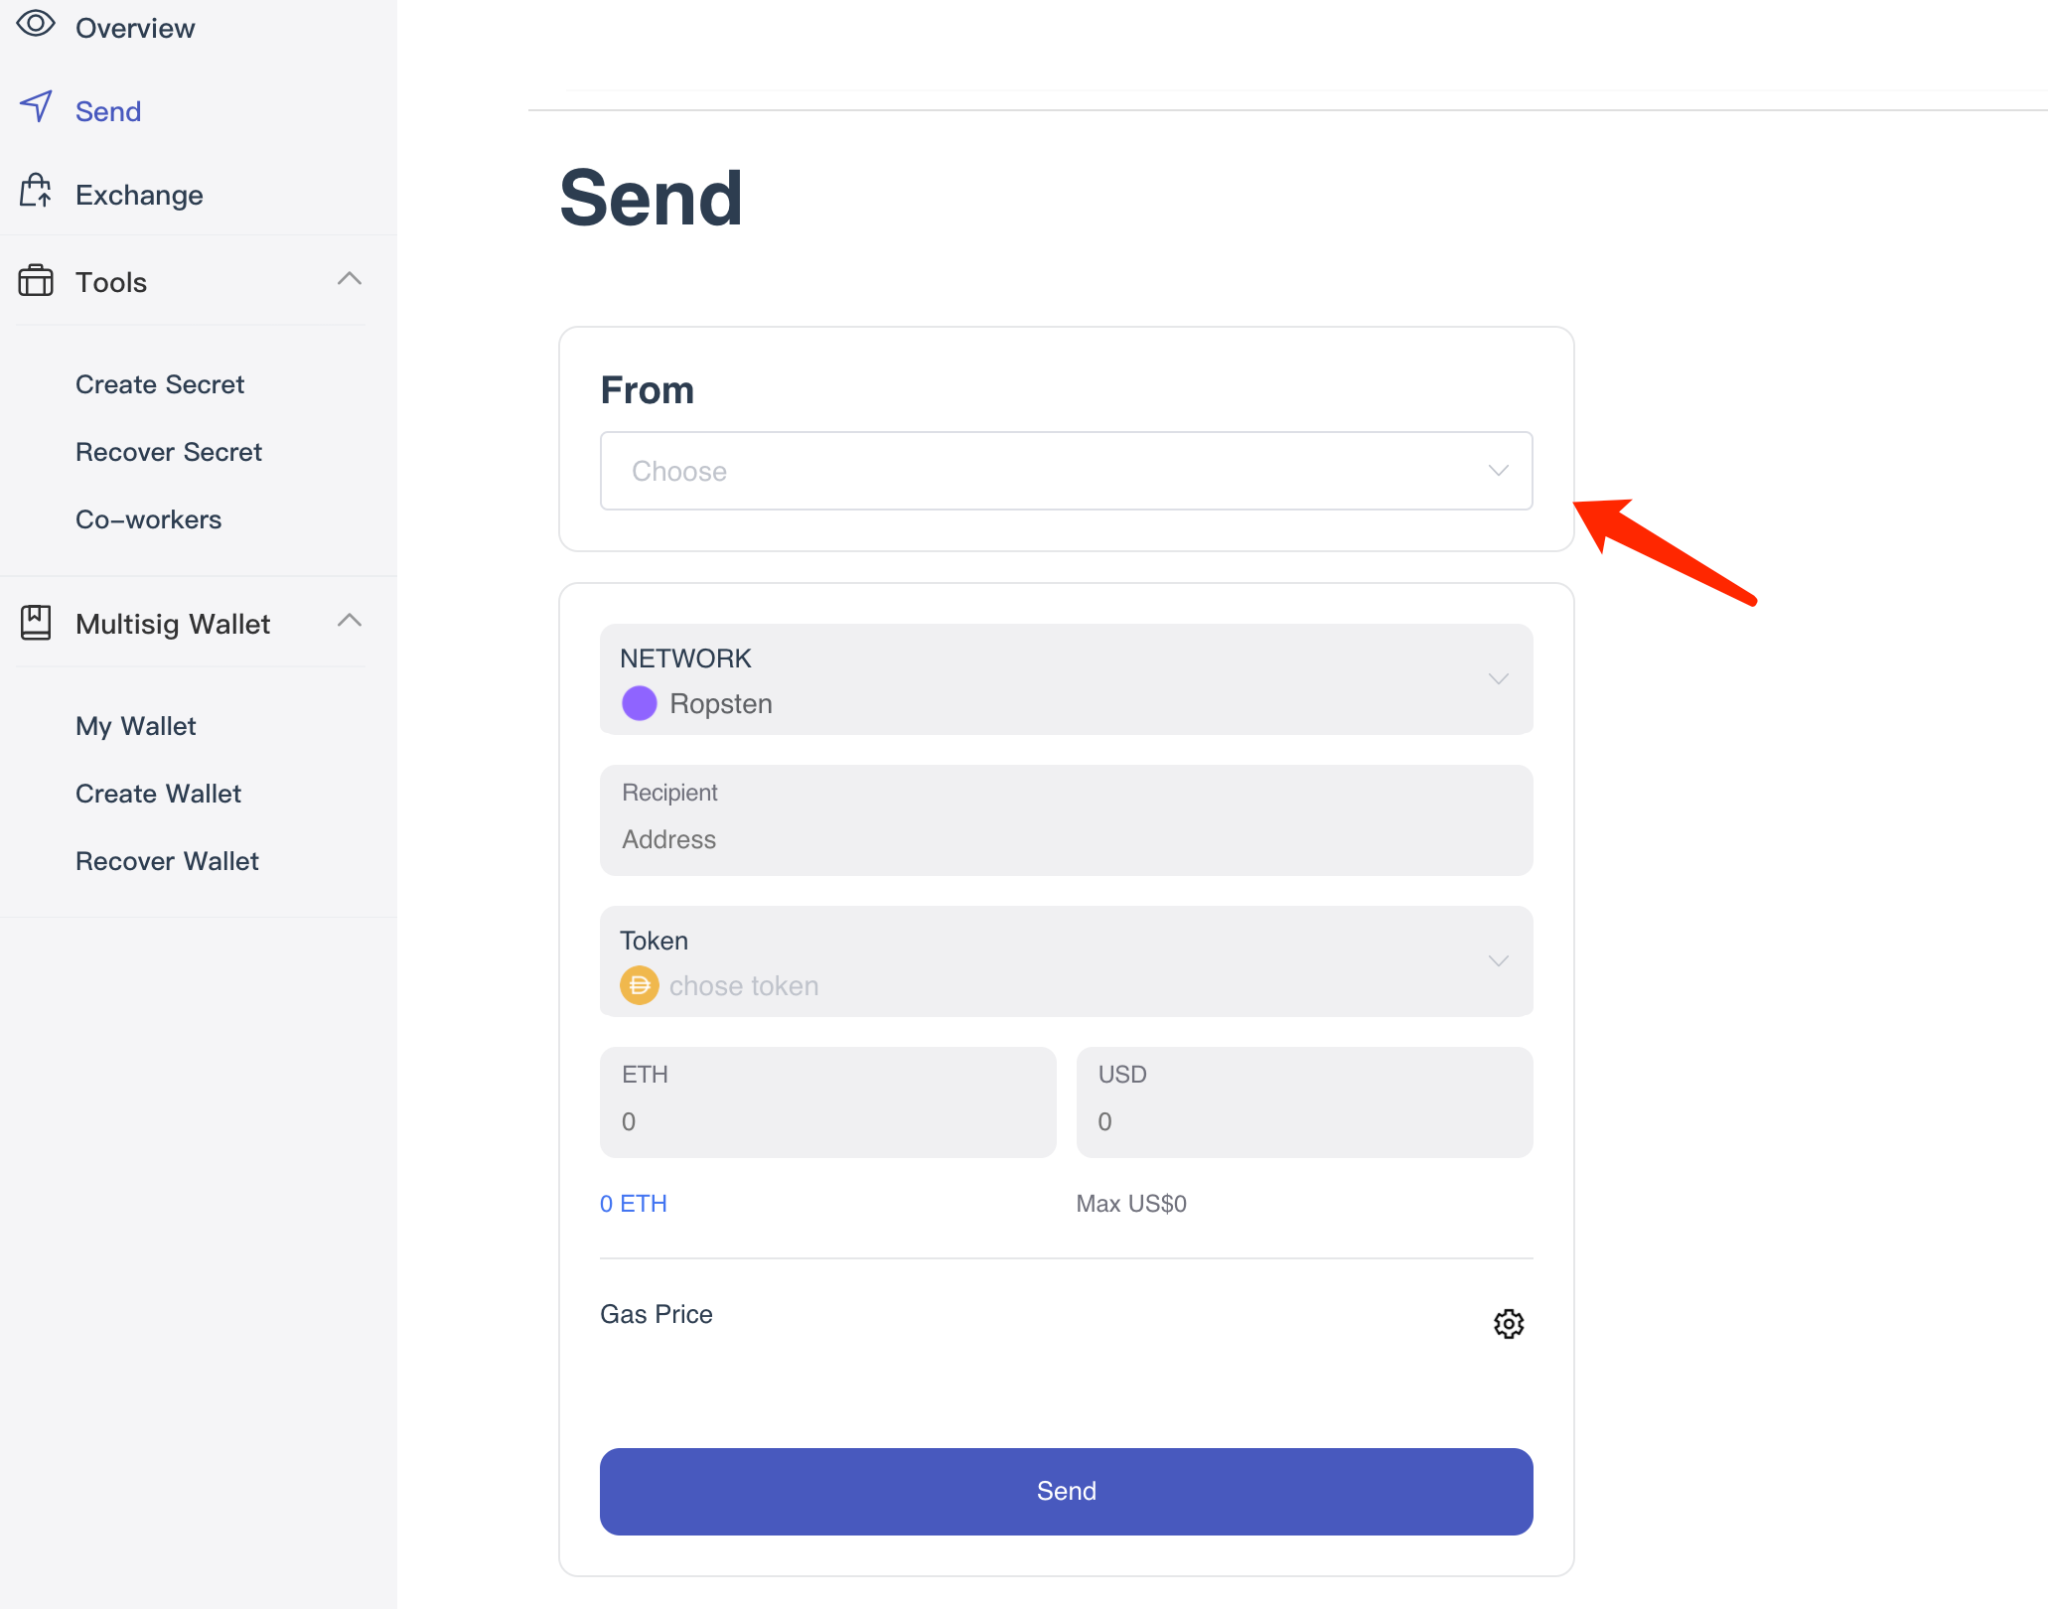 Overview
Send
Exchange
Tools
Create Secret
Recover Secret
Co-workers
Multisig Wallet
My Wallet
Create Wallet
Recover Wallet
Send
From
Choose
NETWORK
Ropsten
Recipient
Address
Token
chose token
ETH
0
USD
0
0 ETH
Max US$0
Gas Price
Send